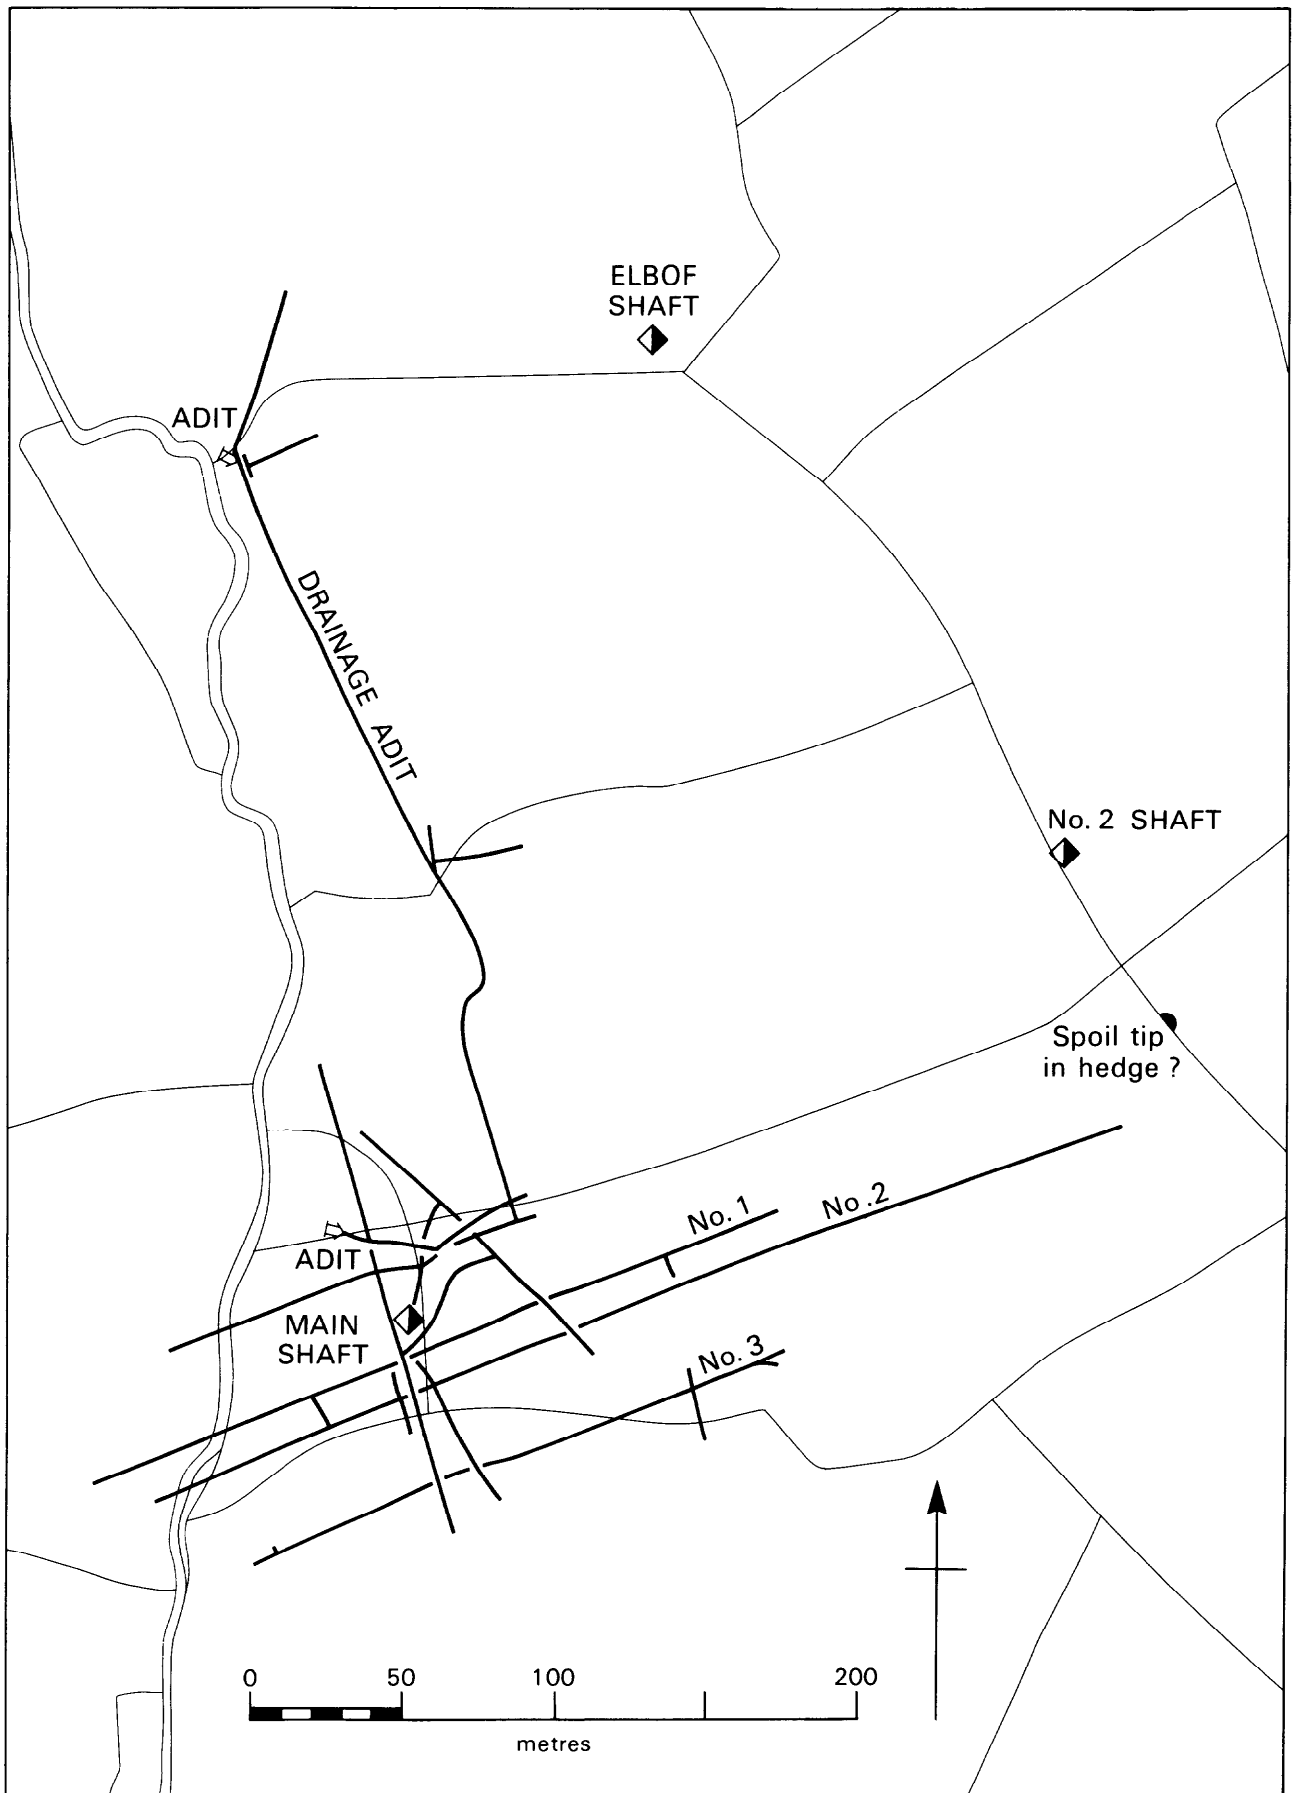 ELBOF
SHAFT
ADIT
DRAINAGE ADIT
No. 2 SHAFT
Spoil tip
in hedge ?
No. 1
No. 2
ADIT
MAIN
SHAFT
No. 3
0 50 100 200
metres